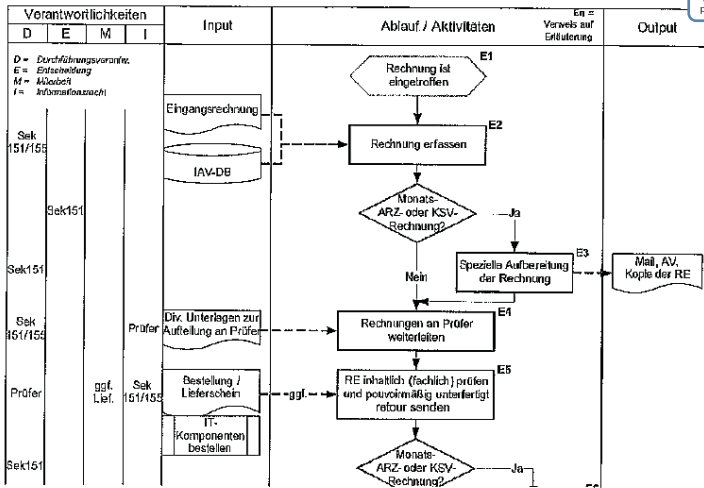 Verantwortlichkeiten
D E M I
Input
Ablauf / Aktivitäten
En =
Verweis auf
Erläuterung
Output
D = Durchführungsverantw.
E = Entscheidung
M = Mitarbeit
I = Informationsrecht
E1
Rechnung ist
eingetroffen
Eingangsrechnung
IAV-DB
Sek
151/155
E2
Rechnung erfassen
Sek151
Monats-
ARZ- oder KSV-
Rechnung?
Ja
Nein
Sek151
E3
Spezielle Aufbereitung
der Rechnung
Mail, AV,
Kopie der RE
Sek
151/155
Prüfer
Div. Unterlagen zur
Aufteilung an Prüfer
E4
Rechnungen an Prüfer
weiterleiten
Prüfer
ggf.
Lief.
Sek
151/155
Bestellung /
Lieferschein
ggf.
E5
RE inhaltlich (fachlich) prüfen
und pouvoirmäßig unterfertigt
retour senden
IT-
Komponenten
bestellen
Sek151
Monats-
ARZ- oder KSV-
Rechnung?
Ja